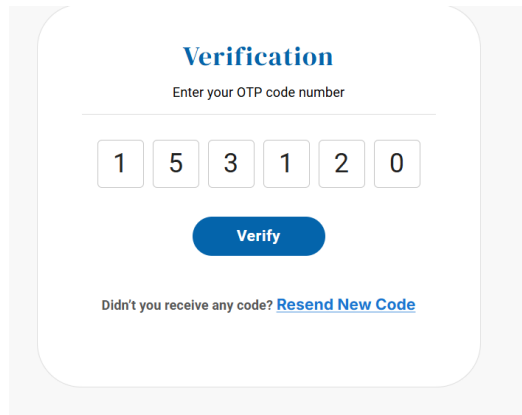 Verification
Enter your OTP code number
1 5 3 1 2 0
Verify
Didn't you receive any code? Resend New Code